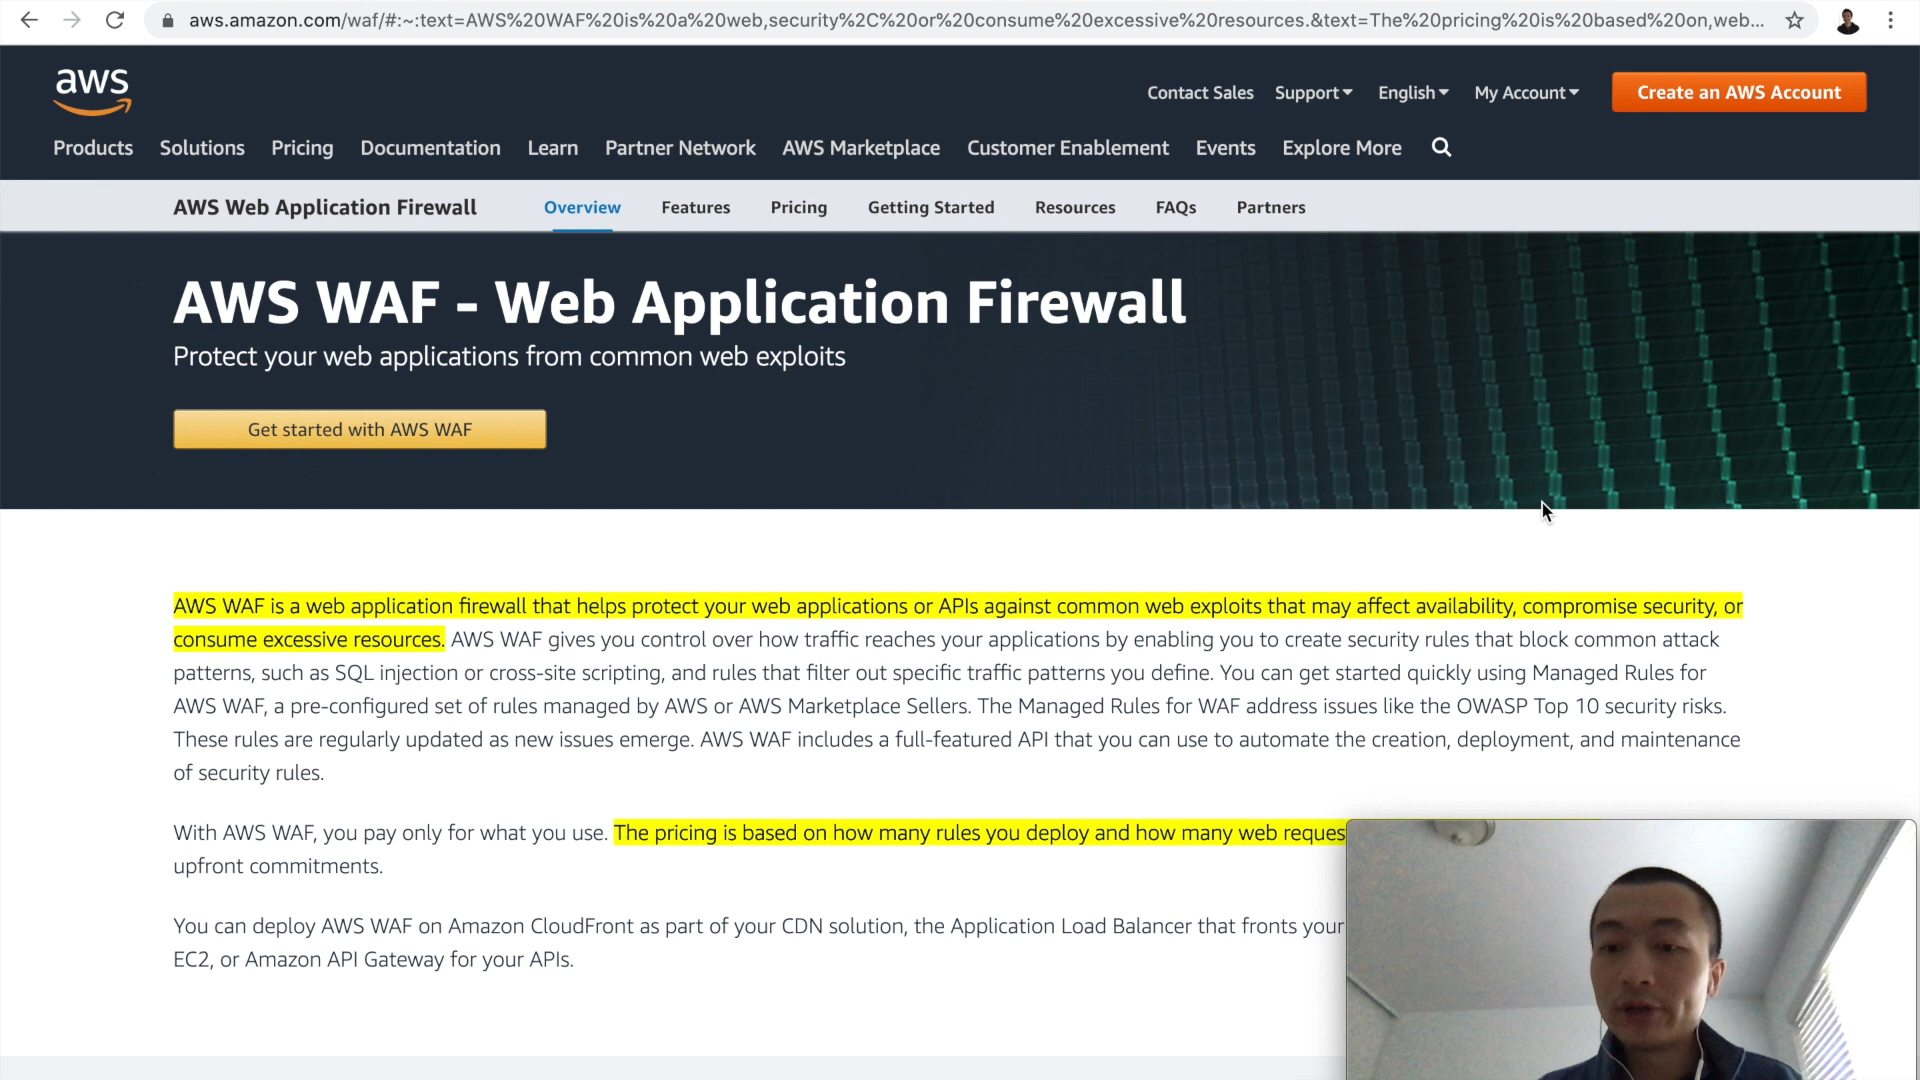 aws.amazon.com/waf/#:~:text=AWS%20WAF%20is%20a%20web,security%2C%20or%20consume%20excessive%20resources.&text=The%20pricing%20is%20based%20on,web...
aws
Contact Sales Support English My Account Create an AWS Account
Products Solutions Pricing Documentation Learn Partner Network AWS Marketplace Customer Enablement Events Explore More
AWS Web Application Firewall Overview Features Pricing Getting Started Resources FAQs Partners
AWS WAF - Web Application Firewall
Protect your web applications from common web exploits
Get started with AWS WAF
AWS WAF is a web application firewall that helps protect your web applications or APIs against common web exploits that may affect availability, compromise security, or
consume excessive resources. AWS WAF gives you control over how traffic reaches your applications by enabling you to create security rules that block common attack
patterns, such as SQL injection or cross-site scripting, and rules that filter out specific traffic patterns you define. You can get started quickly using Managed Rules for
AWS WAF, a pre-configured set of rules managed by AWS or AWS Marketplace Sellers. The Managed Rules for WAF address issues like the OWASP Top 10 security risks.
These rules are regularly updated as new issues emerge. AWS WAF includes a full-featured API that you can use to automate the creation, deployment, and maintenance
of security rules.
With AWS WAF, you pay only for what you use. The pricing is based on how many rules you deploy and how many web reques
upfront commitments.
You can deploy AWS WAF on Amazon CloudFront as part of your CDN solution, the Application Load Balancer that fronts your
EC2, or Amazon API Gateway for your APIs.